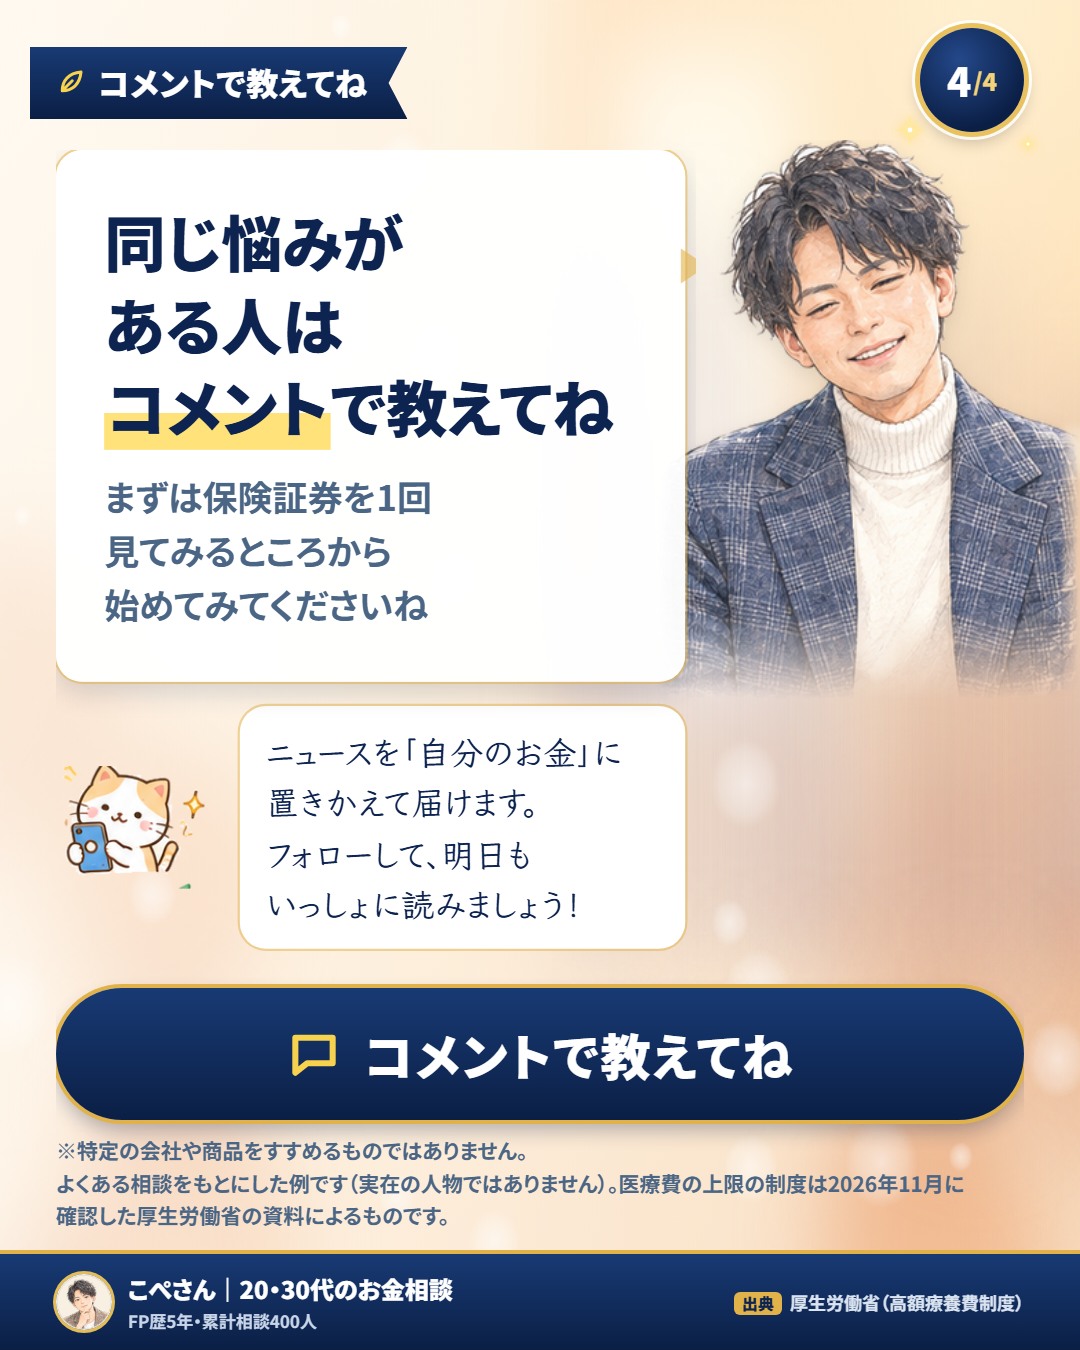 コメントで教えてね
4/4
同じ悩みが
ある人は
コメントで教えてね
まずは保険証券を1回
見てみるところから
始めてみてくださいね
ニュースを「自分のお金」に
置きかえて届けます。
フォローして、明日も
いっしょに読みましょう!
コメントで教えてね
※特定の会社や商品をすすめるものではありません。
よくある相談をもとにした例です(実在の人物ではありません)。医療費の上限の制度は2026年11月に
確認した厚生労働省の資料によるものです。
こぺさん|20・30代のお金相談
FP歴5年・累計相談400人
出典 厚生労働省(高額療養費制度)